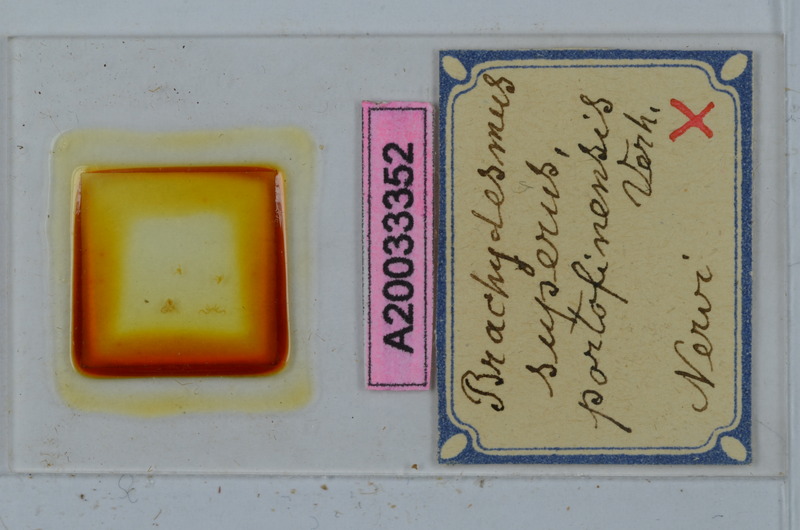 A20033352
Brachydesmus
superus,
portofinensis
Verh.
X
Nervi